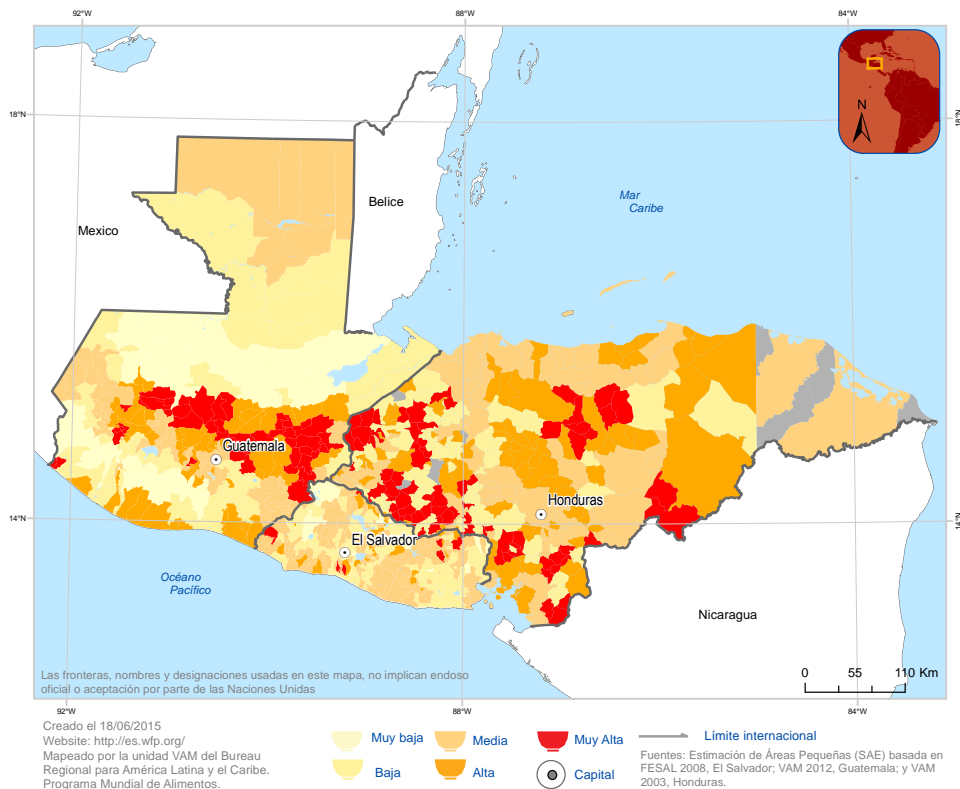 92°W
88°W
84°W
N
18°N
Belice
Mar
Caribe
Mexico
Guatemala
Honduras
14°N
El Salvador
Océano
Pacífico
Nicaragua
Las fronteras, nombres y designaciones usadas en este mapa, no implican endoso
oficial o aceptación por parte de las Naciones Unidas
0 55 110 Km
92°W
88°W
84°W
Creado el 18/06/2015
Website: http://es.wfp.org/
Mapeado por la unidad VAM del Bureau
Regional para América Latina y el Caribe.
Programa Mundial de Alimentos.
Muy baja
Media
Muy Alta
Límite internacional
Baja
Alta
Capital
Fuentes: Estimación de Áreas Pequeñas (SAE) basada en
FESAL 2008, El Salvador; VAM 2012, Guatemala; y VAM
2003, Honduras.